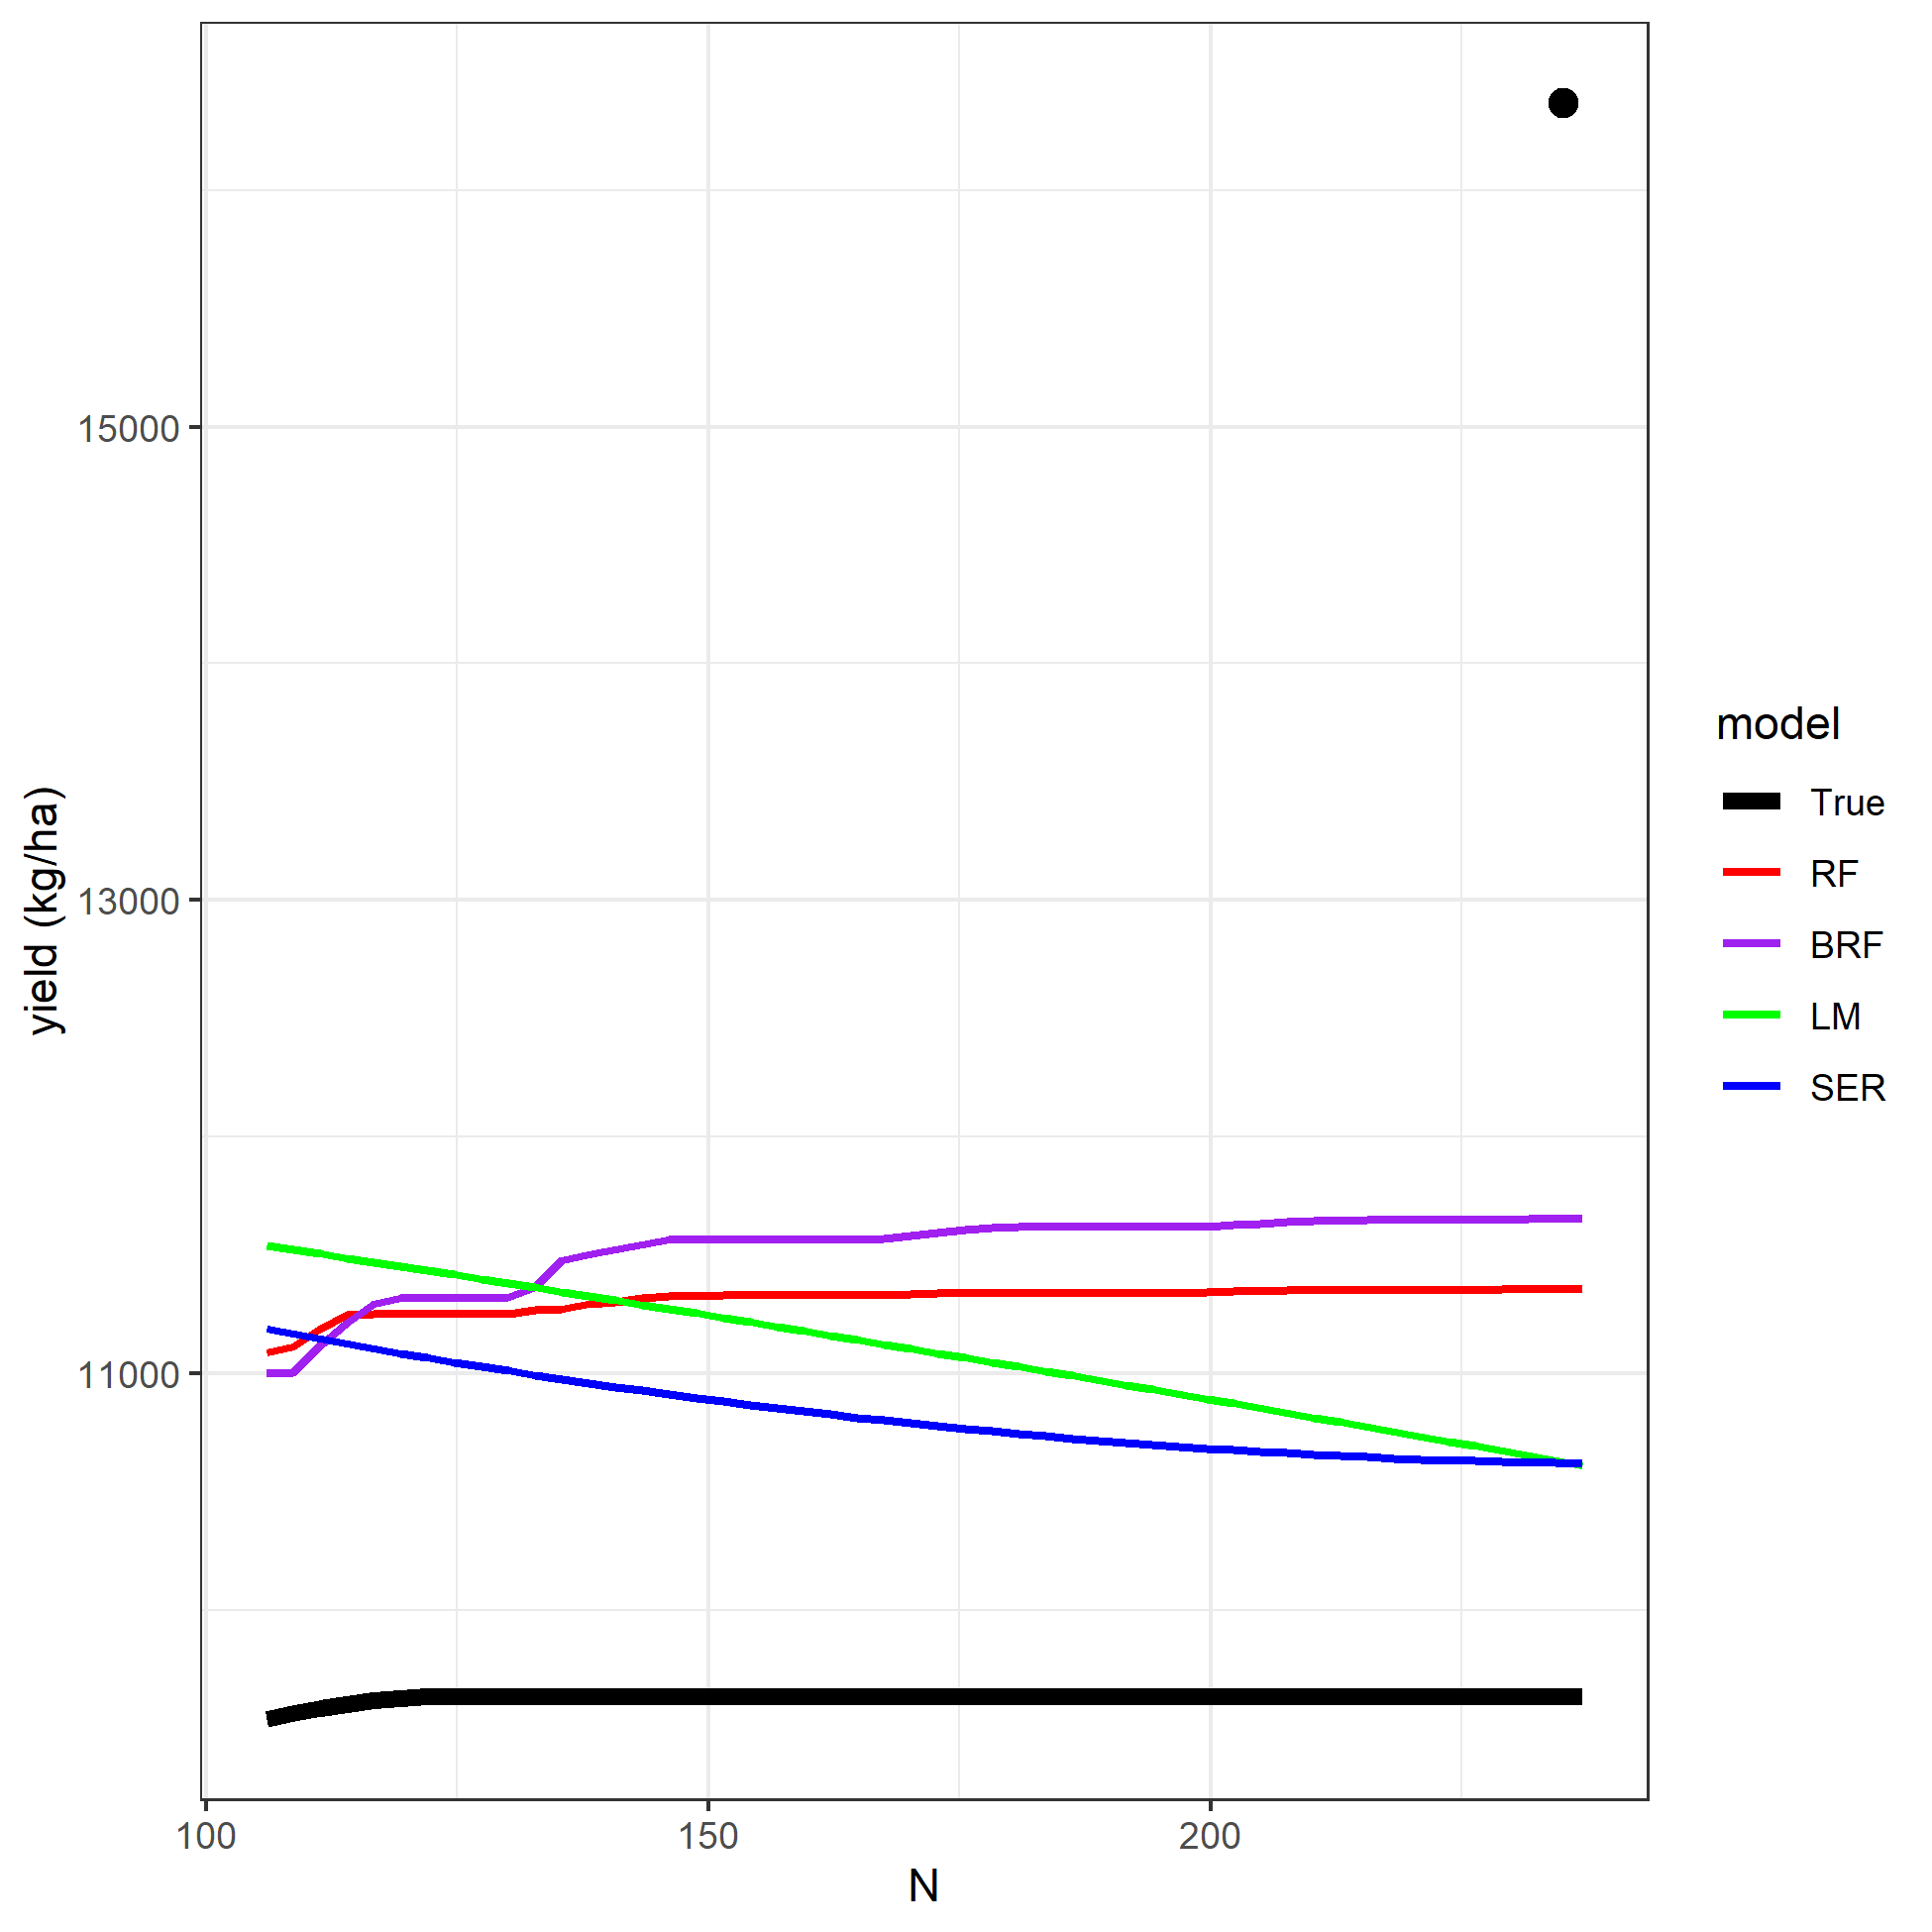 15000
13000
11000
yield (kg/ha)
100
150
200
N
model
True
RF
BRF
LM
SER